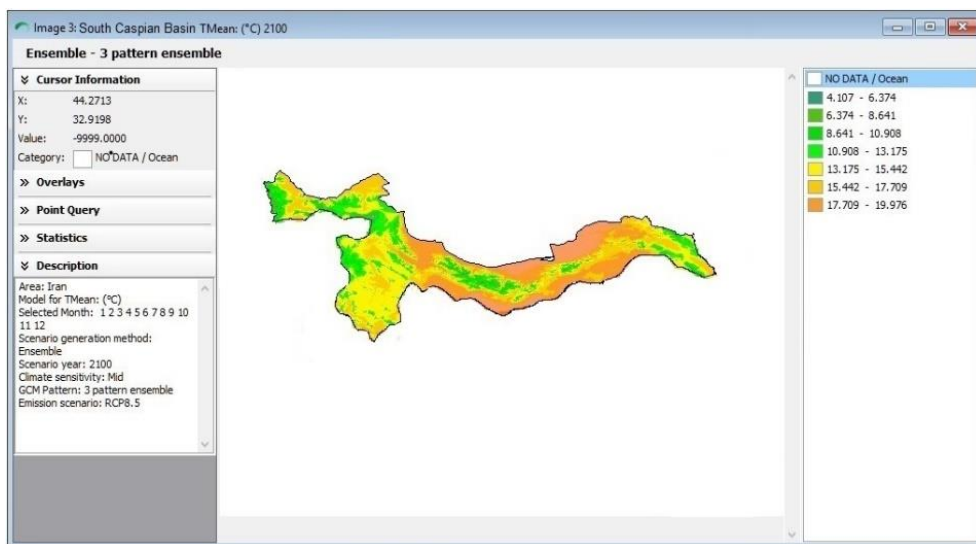 Image 3: South Caspian Basin TMean: (°C) 2100
Ensemble - 3 pattern ensemble
Cursor Information
X: 44.2713
Y: 32.9198
Value: -9999.0000
Category: NO DATA / Ocean
Overlays
Point Query
Statistics
Description
Area: Iran
Model for TMean: (°C)
Selected Month: 1 2 3 4 5 6 7 8 9 10
11 12
Scenario generation method:
Ensemble
Scenario year: 2100
Climate sensitivity: Mid
GCM Pattern: 3 pattern ensemble
Emission scenario: RCP8.5
NO DATA / Ocean
4.107 - 6.374
6.374 - 8.641
8.641 - 10.908
10.908 - 13.175
13.175 - 15.442
15.442 - 17.709
17.709 - 19.976